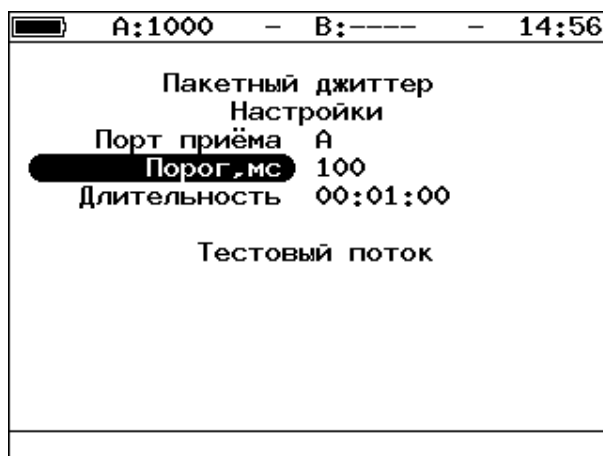 A:1000 – B:---- – 14:56
Пакетный джиттер
Настройки
Порт приёма A
Порог,мс 100
Длительность 00:01:00
Тестовый поток